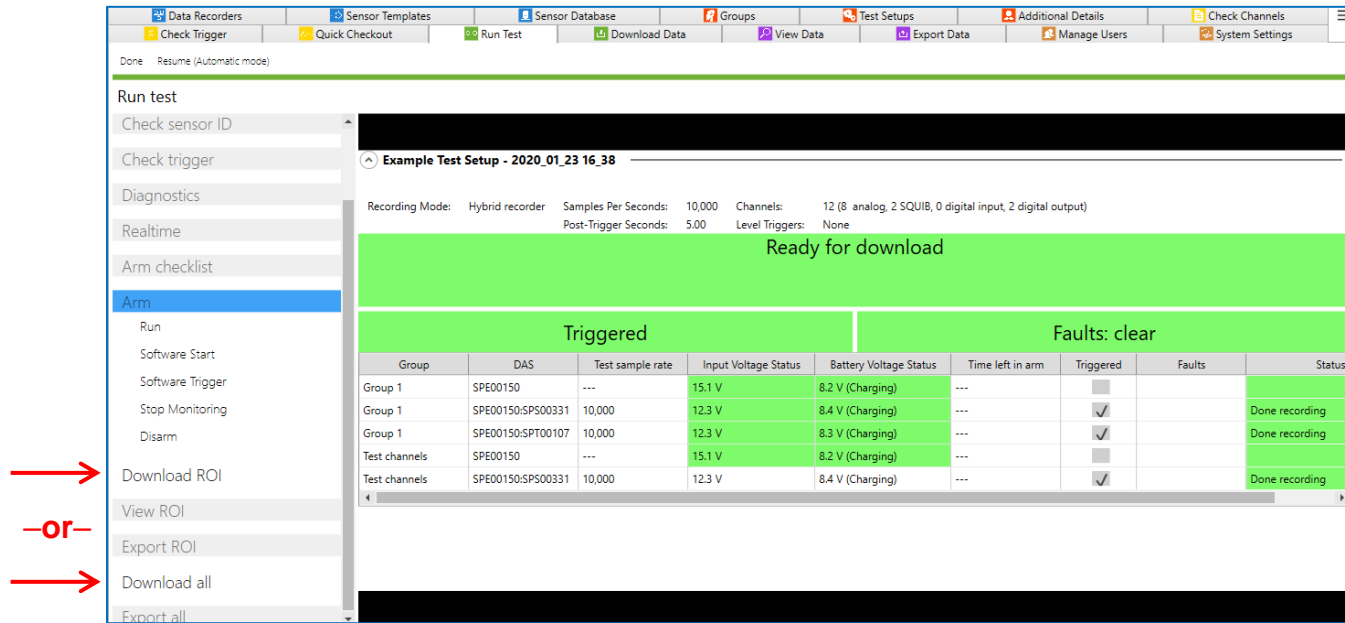 Data Recorders Sensor Templates Sensor Database Groups Test Setups Additional Details Check Channels
Check Trigger Quick Checkout Run Test Download Data View Data Export Data Manage Users System Settings
Done Resume (Automatic mode)
Run test
Check sensor ID
Check trigger
Diagnostics
Realtime
Arm checklist
Arm
Run
Software Start
Software Trigger
Stop Monitoring
Disarm
Download ROI
–or–
View ROI
Export ROI
Download all
Export all
Example Test Setup - 2020_01_23 16_38
Recording Mode: Hybrid recorder Samples Per Seconds: 10,000 Channels: 12 (8 analog, 2 SQUIB, 0 digital input, 2 digital output)
Post-Trigger Seconds: 5.00 Level Triggers: None
Ready for download
Triggered Faults: clear
Group DAS Test sample rate Input Voltage Status Battery Voltage Status Time left in arm Triggered Faults Status
Group 1 SPE00150 --- 15.1 V 8.2 V (Charging) ---
Group 1 SPE00150:SPS00331 10,000 12.3 V 8.4 V (Charging) --- ✓ Done recording
Group 1 SPE00150:SPT00107 10,000 12.3 V 8.3 V (Charging) --- ✓ Done recording
Test channels SPE00150 --- 15.1 V 8.2 V (Charging) ---
Test channels SPE00150:SPS00331 10,000 12.3 V 8.4 V (Charging) --- ✓ Done recording